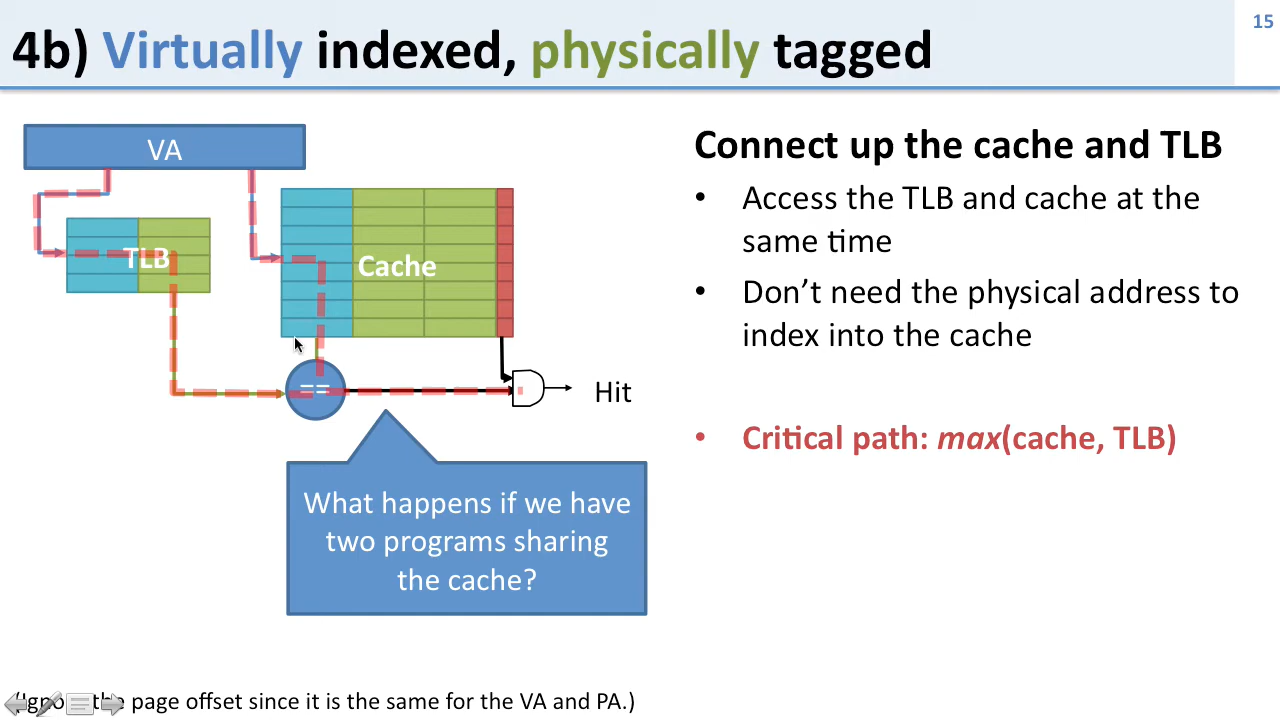 4b) Virtually indexed, physically tagged
15
VA
TLB
Cache
==
Hit
What happens if we have
two programs sharing
the cache?
Connect up the cache and TLB
• Access the TLB and cache at the
same time
• Don’t need the physical address to
index into the cache
• Critical path: max(cache, TLB)
(Ignore the page offset since it is the same for the VA and PA.)